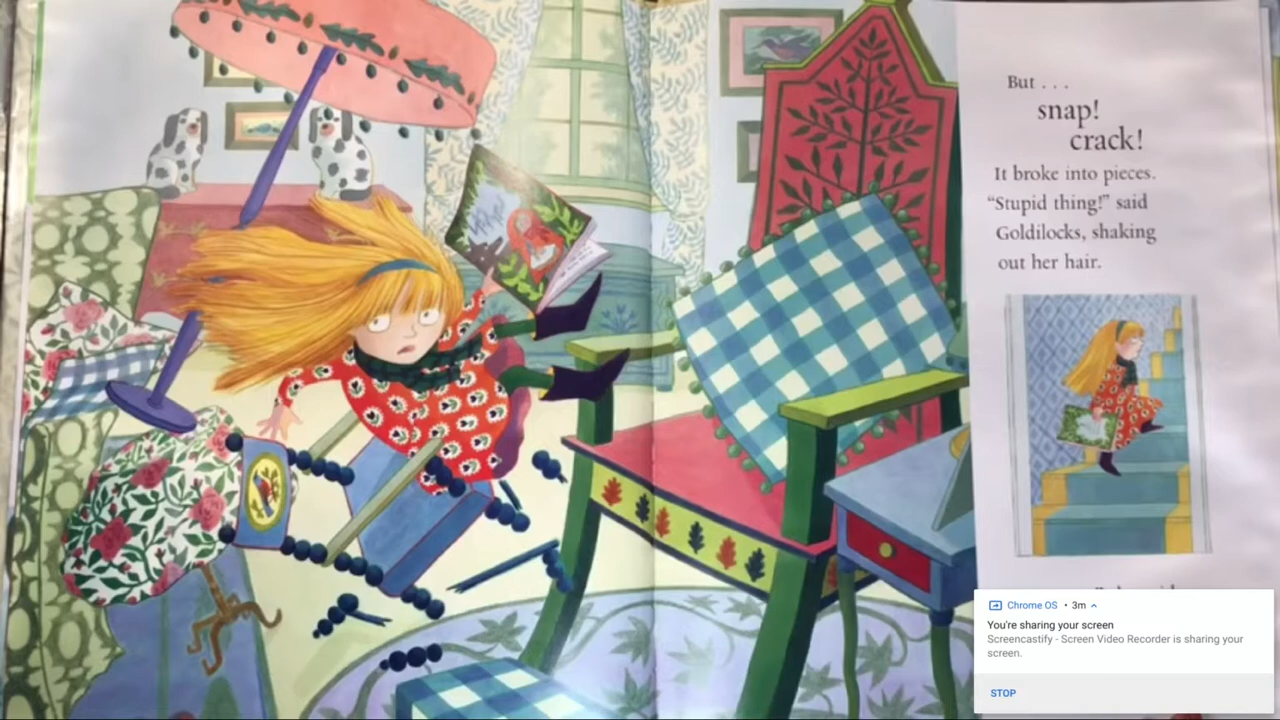 But . . .
snap!
crack!
It broke into pieces.
“Stupid thing!” said
Goldilocks, shaking
out her hair.
Chrome OS • 3m
You're sharing your screen
Screencastify - Screen Video Recorder is sharing your
screen.
STOP